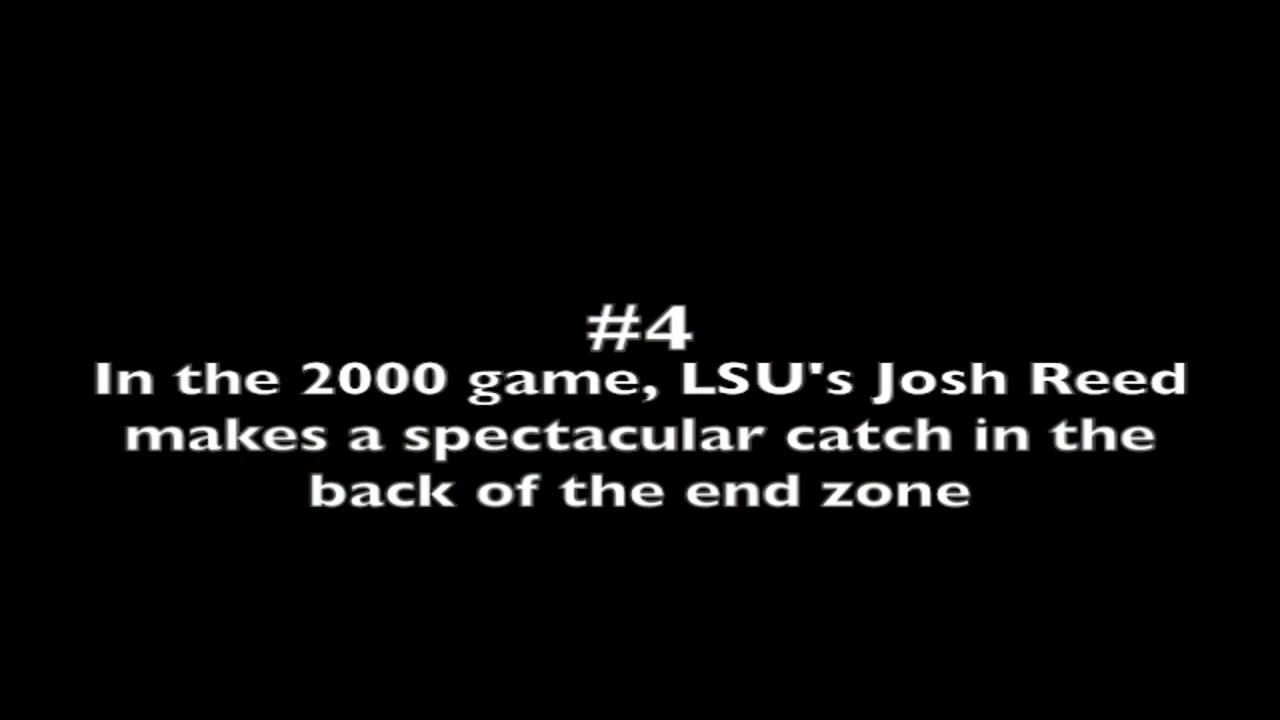 #4
In the 2000 game, LSU's Josh Reed
makes a spectacular catch in the
back of the end zone